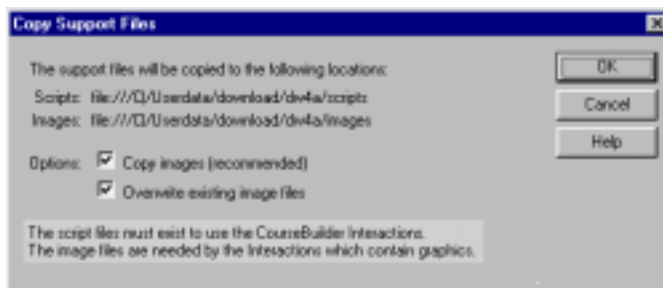 Copy Support Files
The support files will be copied to the following locations:
Scripts: file:///C|/Userdata/download/dw4a/scripts
Images: file:///C|/Userdata/download/dw4a/images
Options: Copy images (recommended)
Overwrite existing image files
The script files must exist to use the CourseBuilder Interactions.
The image files are needed by the Interactions which contain graphics.
OK
Cancel
Help